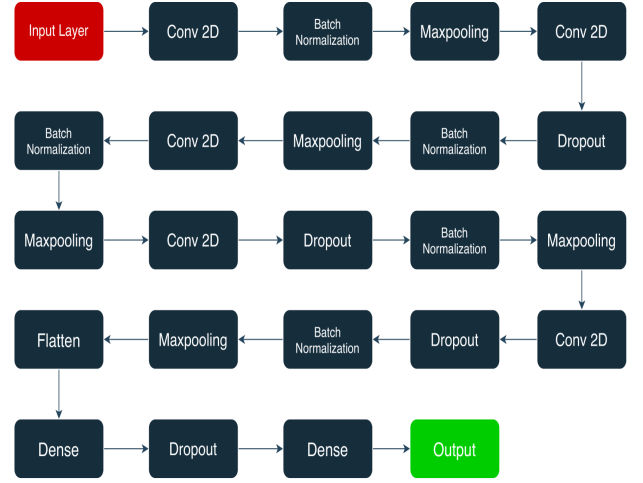 Input Layer
Conv 2D
Batch
Normalization
Maxpooling
Conv 2D
Dropout
Batch
Normalization
Maxpooling
Conv 2D
Batch
Normalization
Maxpooling
Conv 2D
Dropout
Batch
Normalization
Maxpooling
Conv 2D
Dropout
Batch
Normalization
Maxpooling
Flatten
Dense
Dropout
Dense
Output